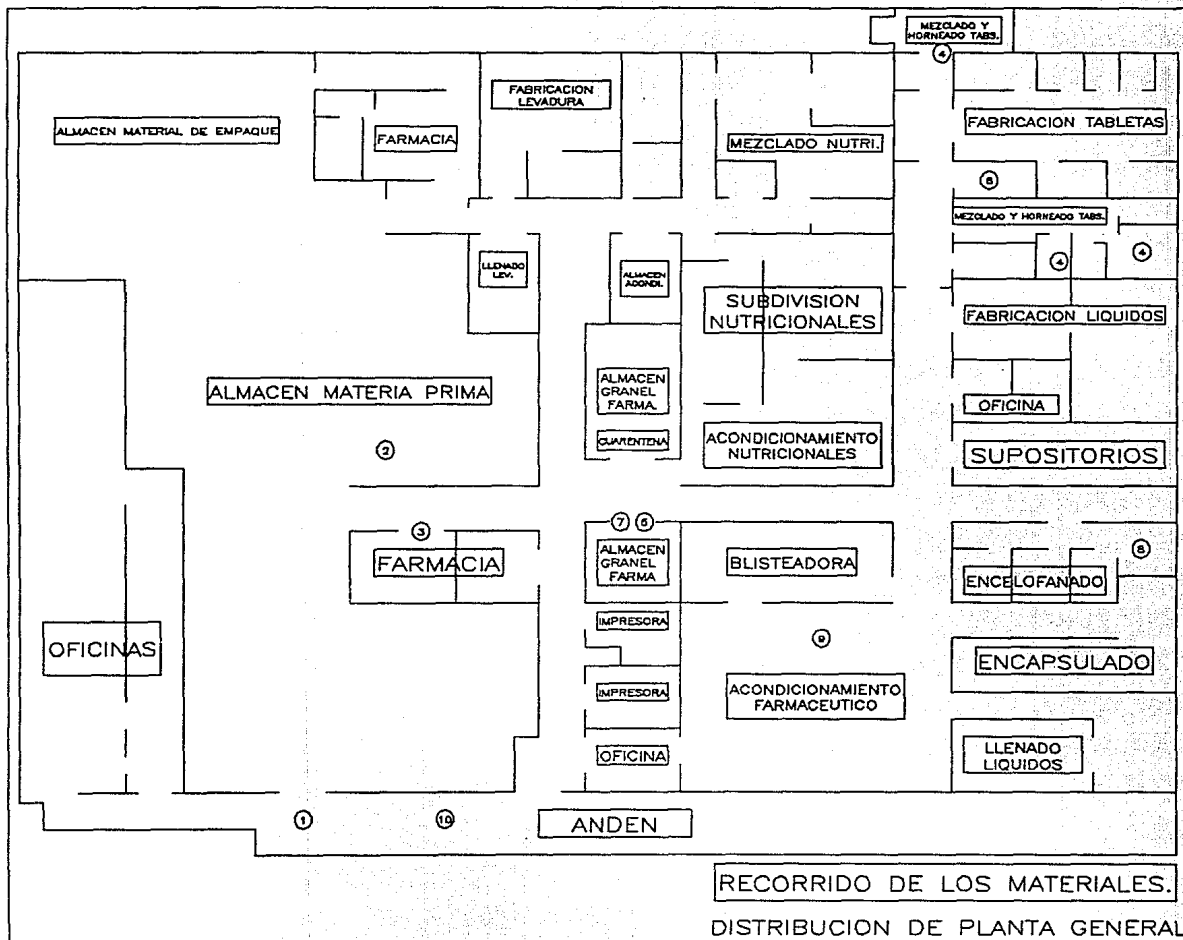 MEZCLADO Y
HORNEADO TABS.
4
FABRICACION
LEVADURA
ALMACEN MATERIAL DE EMPAQUE
FARMACIA
MEZCLADO NUTRI.
FABRICACION TABLETAS
MEZCLADO Y HORNEADO TABS.
LLENADO
LEV.
ALMACEN
ACONDI.
4
4
SUBDIVISION
NUTRICIONALES
FABRICACION LIQUIDOS
ALMACEN MATERIA PRIMA
ALMACEN
GRANEL
FARMA.
OFICINA
CUARENTENA
ACONDICIONAMIENTO
NUTRICIONALES
SUPOSITORIOS
2
3
7
FARMACIA
ALMACEN
GRANEL
FARMA
BLISTEADORA
8
ENCELOFANADO
IMPRESORA
9
OFICINAS
ENCAPSULADO
IMPRESORA
ACONDICIONAMIENTO
FARMACEUTICO
OFICINA
LLENADO
LIQUIDOS
1
10
ANDEN
RECORRIDO DE LOS MATERIALES.
DISTRIBUCION DE PLANTA GENERAL